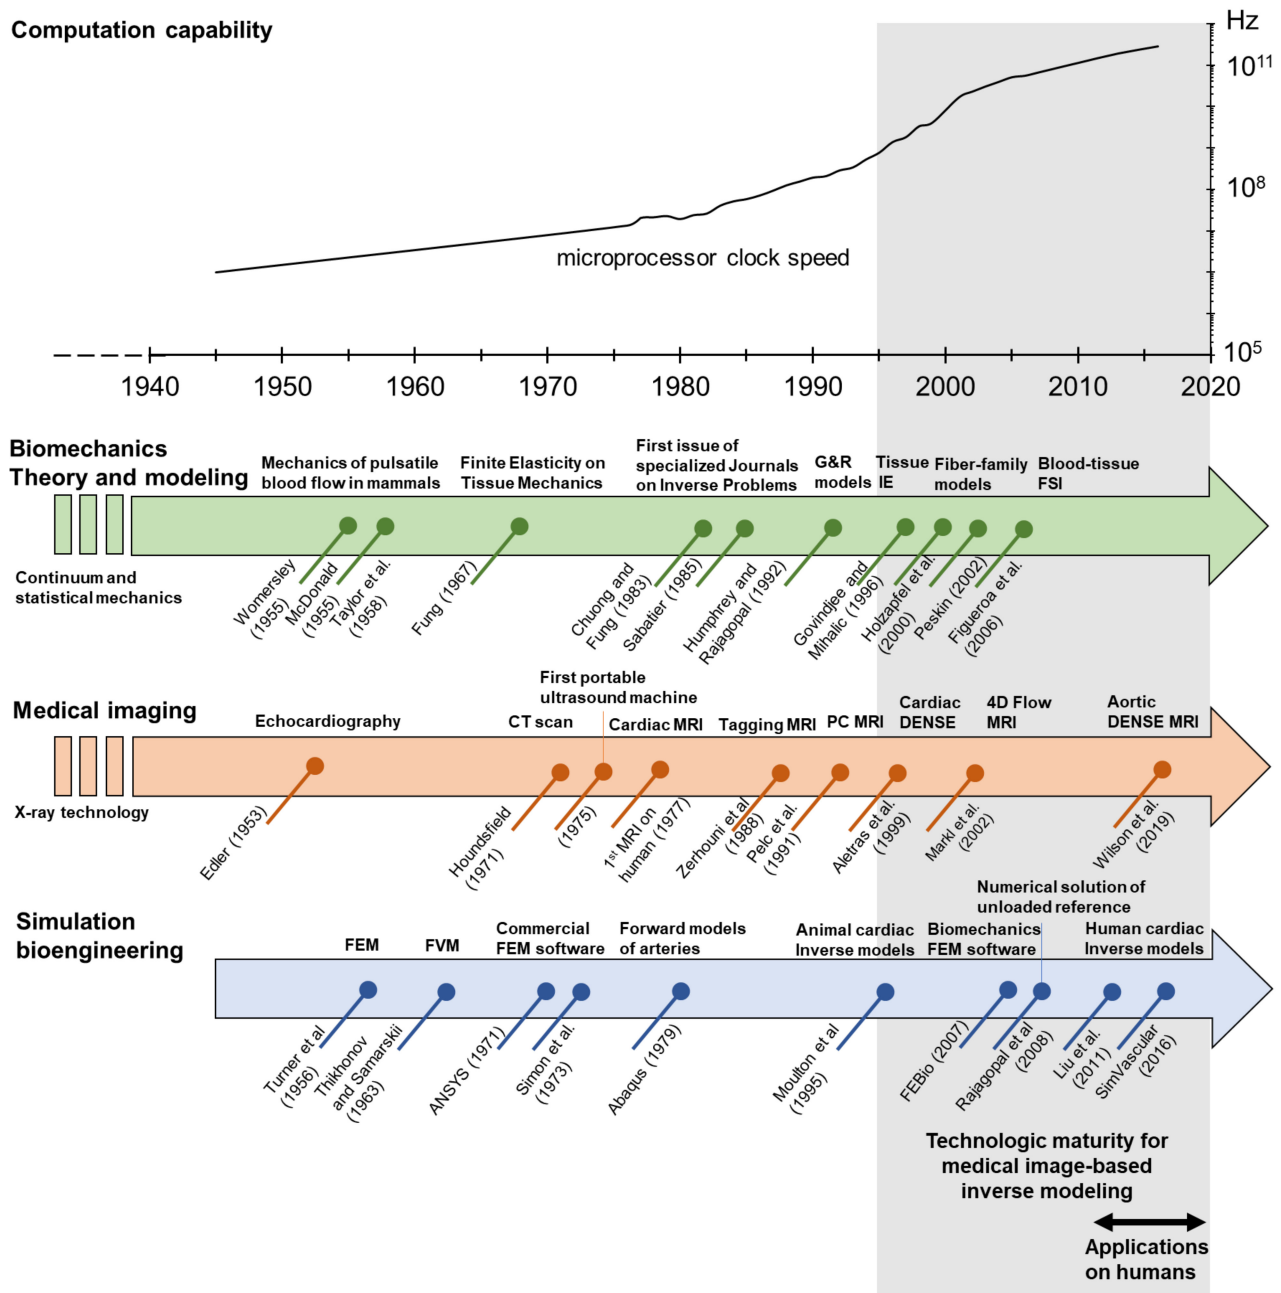 Computation capability
Hz
10¹¹
10⁸
microprocessor clock speed
10⁵
1940 1950 1960 1970 1980 1990 2000 2010 2020
Biomechanics
Theory and modeling
Mechanics of pulsatile
blood flow in mammals
Finite Elasticity on
Tissue Mechanics
First issue of
specialized Journals
on Inverse Problems
G&R
models
Tissue
IE
Fiber-family
models
Blood-tissue
FSI
Continuum and
statistical mechanics
Womersley
(1955)
McDonald
(1955)
Taylor et al.
(1958)
Fung (1967)
Chuong and
Fung (1983)
Sabatier (1985)
Humphrey and
Rajagopal (1992)
Govindjee and
Mihalic (1996)
Holzapfel et al.
(2000)
Peskin (2002)
Figueroa et al.
(2006)
Medical imaging
Echocardiography
CT scan
First portable
ultrasound machine
Cardiac MRI
Tagging MRI
PC MRI
Cardiac
DENSE
4D Flow
MRI
Aortic
DENSE MRI
X-ray technology
Edler (1953)
Houndsfield
(1971)
(1975)
1st MRI on
human (1977)
Zerhouni et al
(1988)
Pelc et al.
(1991)
Aletras et al.
(1999)
Markl et al.
(2002)
Wilson et al.
(2019)
Simulation
bioengineering
FEM
FVM
Commercial
FEM software
Forward models
of arteries
Animal cardiac
Inverse models
Biomechanics
FEM software
Numerical solution of
unloaded reference
Human cardiac
Inverse models
Turner et al
(1956)
Thikhonov
and Samarskii
(1963)
ANSYS (1971)
Simon et al.
(1973)
Abaqus (1979)
Moulton et al
(1995)
FEBio (2007)
Rajagopal et al
(2008)
Liu et al.
(2011)
SimVascular
(2016)
Technologic maturity for
medical image-based
inverse modeling
Applications
on humans